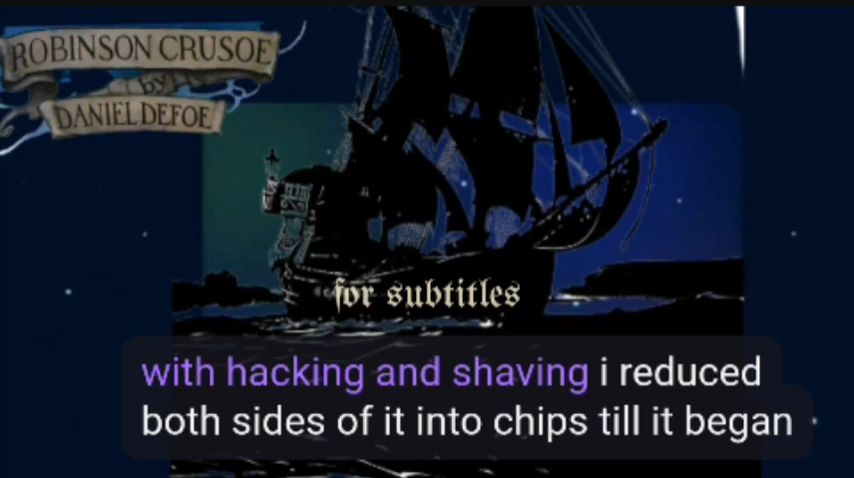 ROBINSON CRUSOE
by
DANIEL DEFOE
for subtitles
with hacking and shaving i reduced
both sides of it into chips till it began